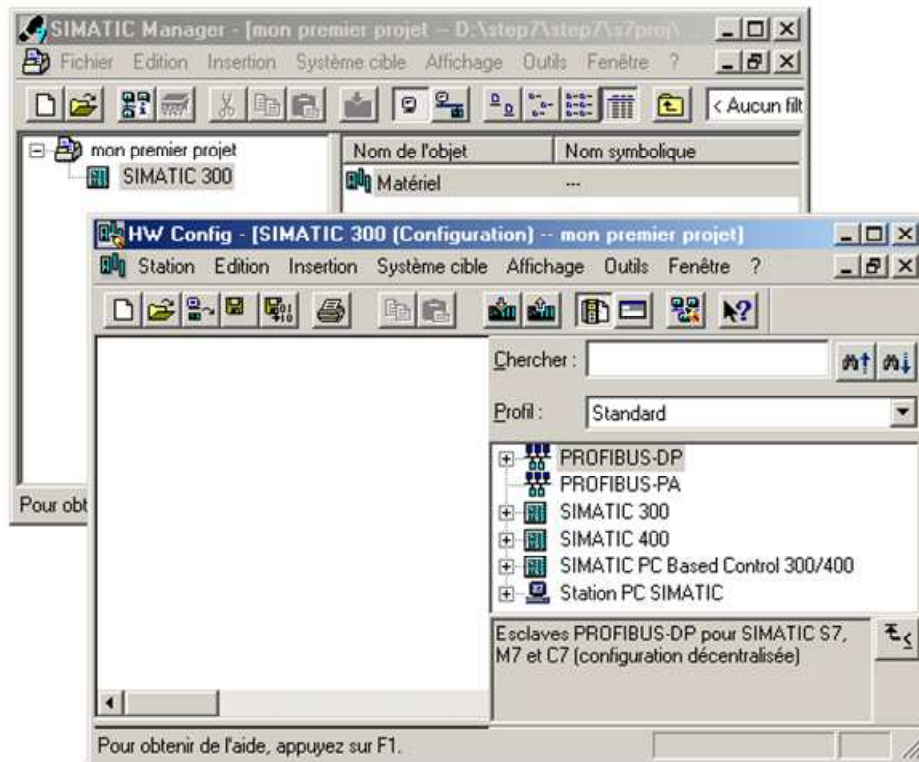 SIMATIC Manager - [mon premier projet -- D:\step7\step7\s7proj\...
Fichier Edition Insertion Système cible Affichage Outils Fenêtre ?
< Aucun filt
mon premier projet
SIMATIC 300
Nom de l'objet Nom symbolique
Matériel ---
Pour obt
HW Config - [SIMATIC 300 (Configuration) -- mon premier projet]
Station Edition Insertion Système cible Affichage Outils Fenêtre ?
Chercher :
Profil : Standard
PROFIBUS-DP
PROFIBUS-PA
SIMATIC 300
SIMATIC 400
SIMATIC PC Based Control 300/400
Station PC SIMATIC
Esclaves PROFIBUS-DP pour SIMATIC S7,
M7 et C7 (configuration décentralisée)
Pour obtenir de l'aide, appuyez sur F1.